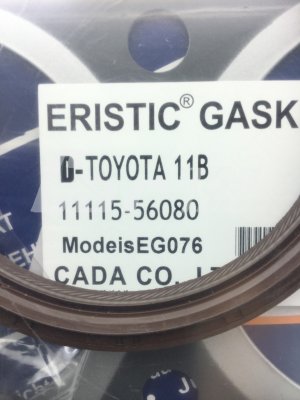 ERISTIC® GASK
-TOYOTA 11B
11115-56080
ModeisEG076
CADA CO.